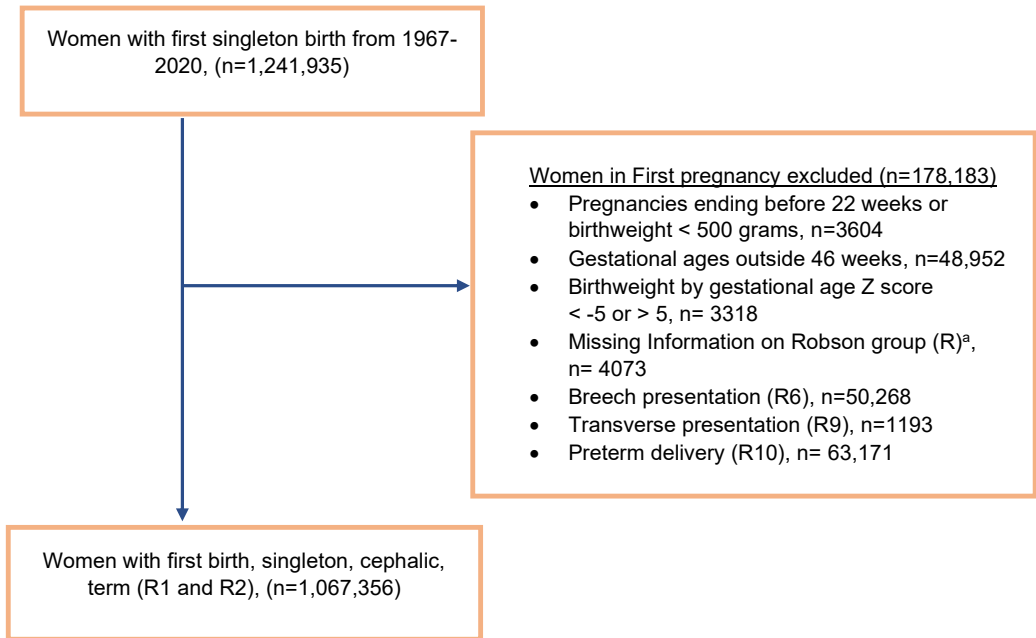 Women with first singleton birth from 1967-
2020, (n=1,241,935)
Women in First pregnancy excluded (n=178,183)
• Pregnancies ending before 22 weeks or
birthweight < 500 grams, n=3604
• Gestational ages outside 46 weeks, n=48,952
• Birthweight by gestational age Z score
< -5 or > 5, n= 3318
• Missing Information on Robson group (R)ᵃ,
n= 4073
• Breech presentation (R6), n=50,268
• Transverse presentation (R9), n=1193
• Preterm delivery (R10), n= 63,171
Women with first birth, singleton, cephalic,
term (R1 and R2), (n=1,067,356)